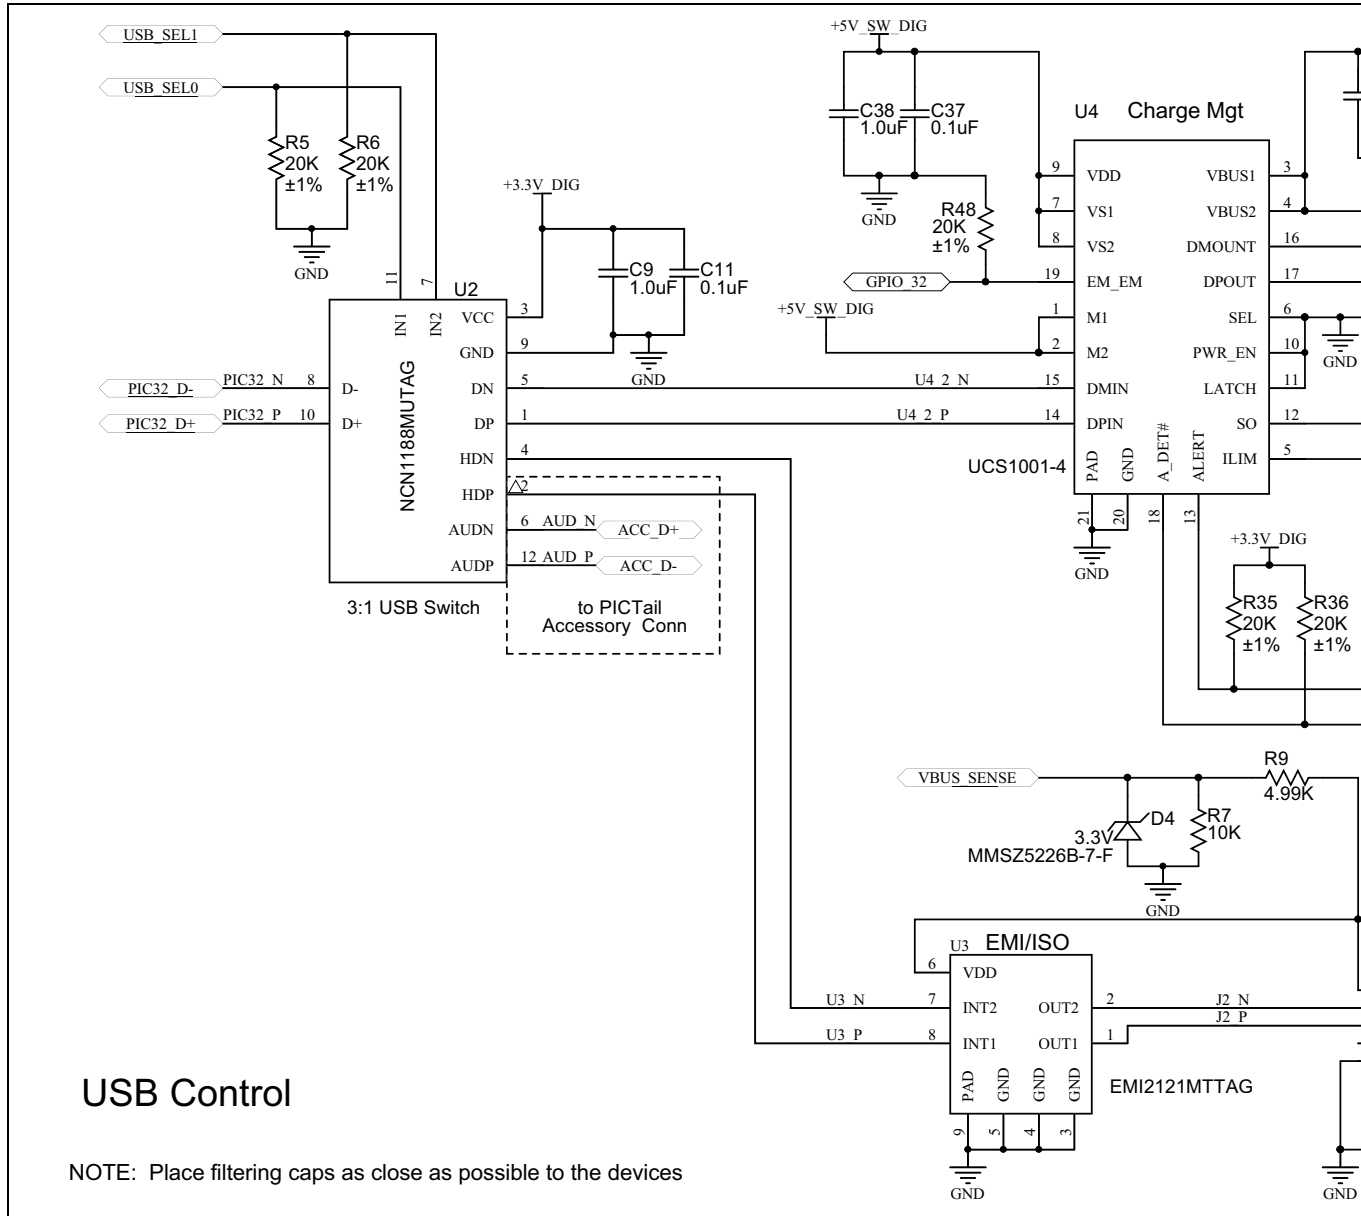 USB_SEL1
USB_SEL0
R5
20K
±1%
R6
20K
±1%
GND
+3.3V_DIG
C9
1.0uF
C11
0.1uF
GND
11
7
U2
IN1
IN2
NCN1188MUTAG
VCC
3
GND
9
DN
5
DP
1
HDN
4
HDP
2
AUDN
6
AUD_N
ACC_D+
AUDP
12
AUD_P
ACC_D-
PIC32_D-
PIC32_N
8
D-
PIC32_D+
PIC32_P
10
D+
3:1 USB Switch
to PICTail
Accessory Conn
+5V_SW_DIG
C38
1.0uF
C37
0.1uF
GND
R48
20K
±1%
GPIO_32
+5V_SW_DIG
U4_2_N
U4_2_P
U4
Charge Mgt
9
VDD
7
VS1
8
VS2
19
EM_EM
1
M1
2
M2
15
DMIN
14
DPIN
VBUS1
3
VBUS2
4
DMOUNT
16
DPOUT
17
SEL
6
PWR_EN
10
LATCH
11
SO
12
ILIM
5
GND
PAD
GND
A_DET#
ALERT
21
20
18
13
UCS1001-4
GND
+3.3V_DIG
R35
20K
±1%
R36
20K
±1%
VBUS_SENSE
R9
4.99K
D4
3.3V
MMSZ5226B-7-F
R7
10K
GND
U3
EMI/ISO
6
VDD
U3_N
7
INT2
U3_P
8
INT1
OUT2
2
J2_N
OUT1
1
J2_P
PAD
GND
GND
GND
9
5
4
3
EMI2121MTTAG
GND
GND
USB Control
NOTE: Place filtering caps as close as possible to the devices